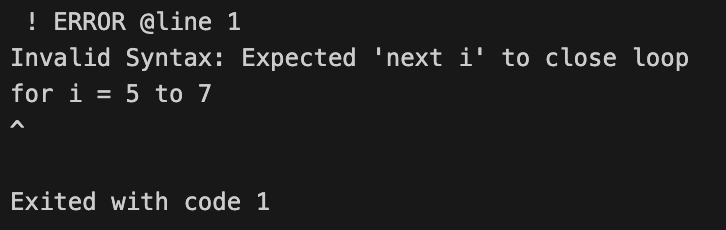 ! ERROR @line 1
Invalid Syntax: Expected 'next i' to close loop
for i = 5 to 7
^
Exited with code 1